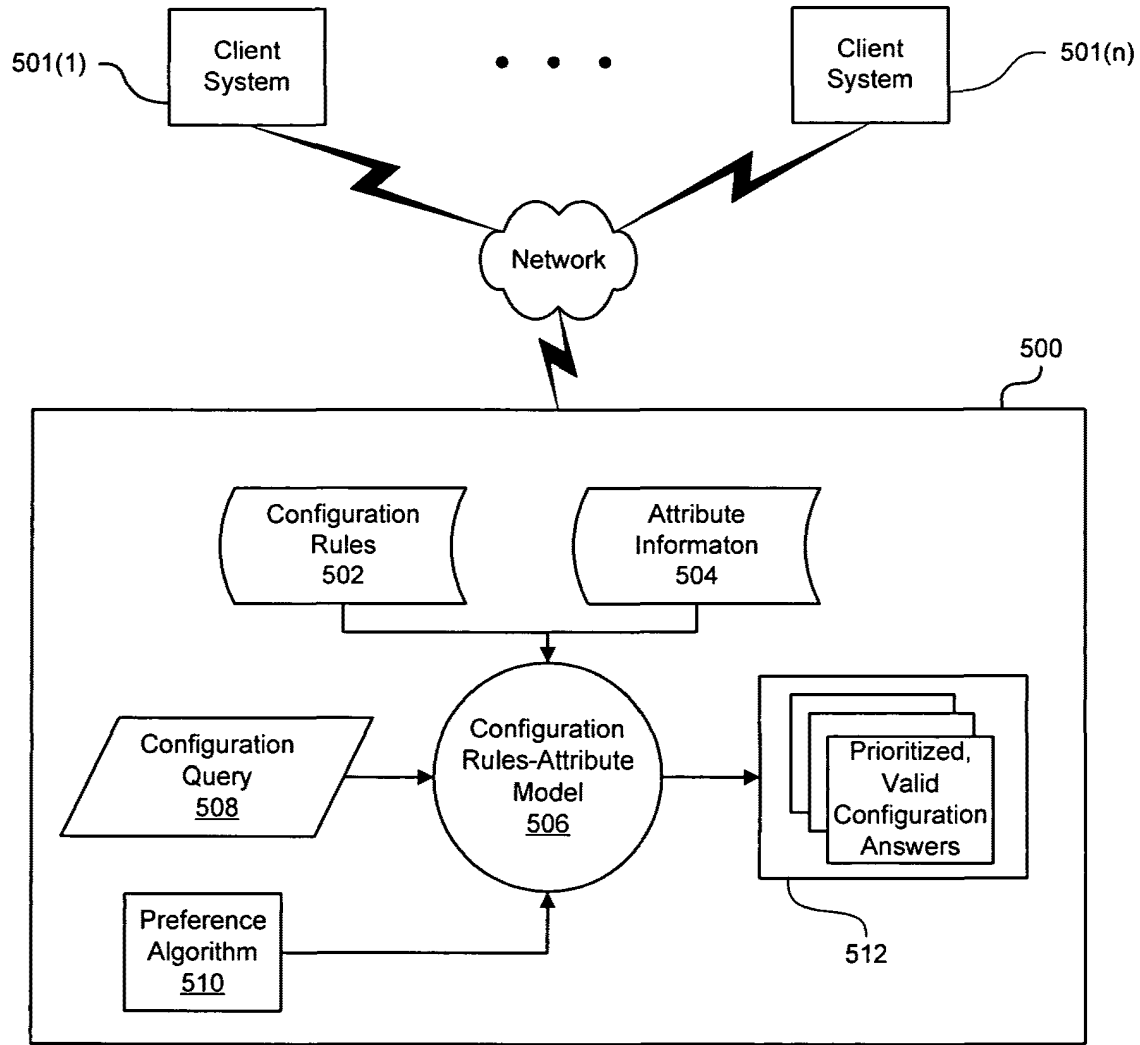 501(1)
Client
System
Client
System
501(n)
Network
500
Configuration
Rules
502
Attribute
Informaton
504
Configuration
Query
508
Configuration
Rules-Attribute
Model
506
Prioritized,
Valid
Configuration
Answers
Preference
Algorithm
510
512